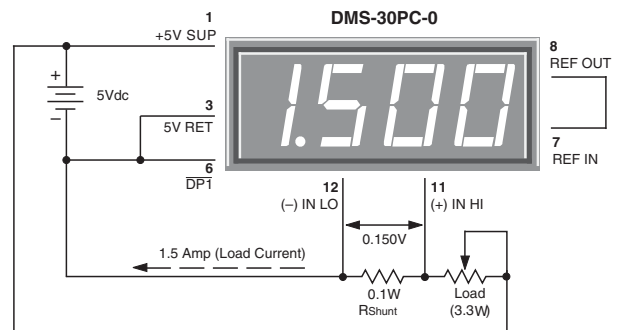 DMS-30PC-0
1
+5V SUP
8
REF OUT
+
5Vdc
–
3
5V RET
1.500
7
REF IN
6
DP1
12
(–) IN LO
11
(+) IN HI
0.150V
1.5 Amp (Load Current)
0.1W
RShunt
Load
(3.3W)